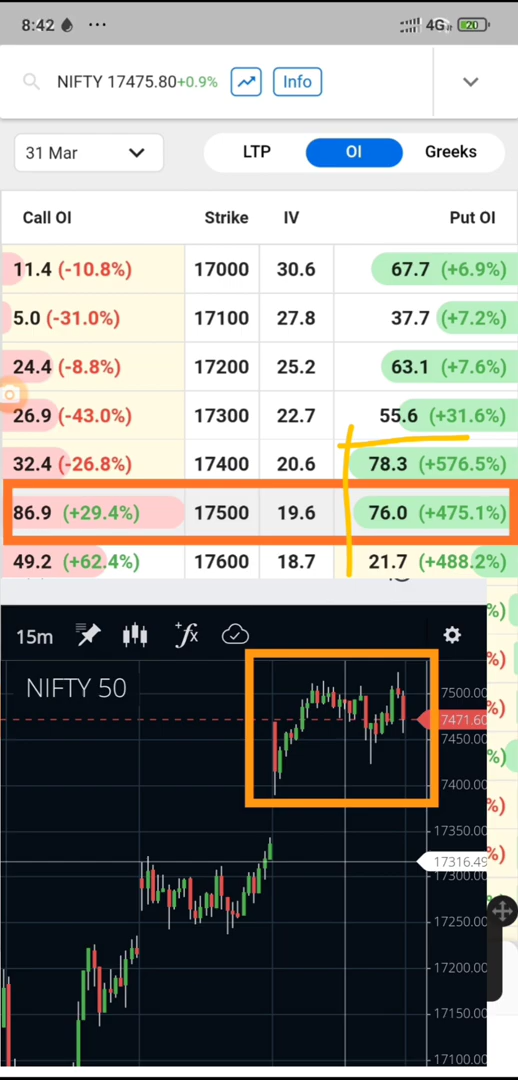 8:42 ... 4G 20
NIFTY 17475.80+0.9% Info
31 Mar LTP OI Greeks
Call OI Strike IV Put OI
11.4 (-10.8%) 17000 30.6 67.7 (+6.9%)
5.0 (-31.0%) 17100 27.8 37.7 (+7.2%)
24.4 (-8.8%) 17200 25.2 63.1 (+7.6%)
26.9 (-43.0%) 17300 22.7 55.6 (+31.6%)
32.4 (-26.8%) 17400 20.6 78.3 (+576.5%)
86.9 (+29.4%) 17500 19.6 76.0 (+475.1%)
49.2 (+62.4%) 17600 18.7 21.7 (+488.2%)
%)
15m +fx
%)
NIFTY 50
7500.00
%)
7471.60
7450.00
%)
7400.00
%)
17350.00
%)
17316.49
17300.00
17250.00
17200.00
17150.00
17100.00